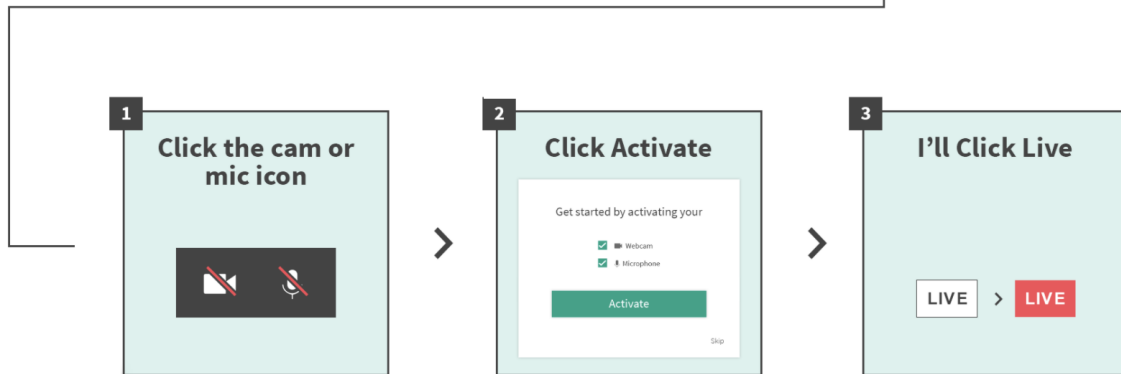 1
Click the cam or
mic icon
2
Click Activate
Get started by activating your
Webcam
Microphone
Activate
Skip
3
I'll Click Live
LIVE > LIVE